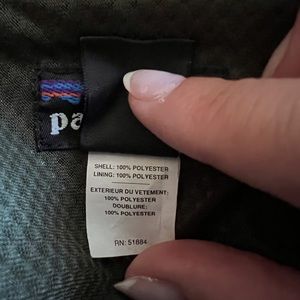 pa
SHELL: 100% POLYESTER
LINING: 100% POLYESTER
EXTERIEUR DU VETEMENT:
100% POLYESTER
DOUBLURE:
100% POLYESTER
RN: 51884